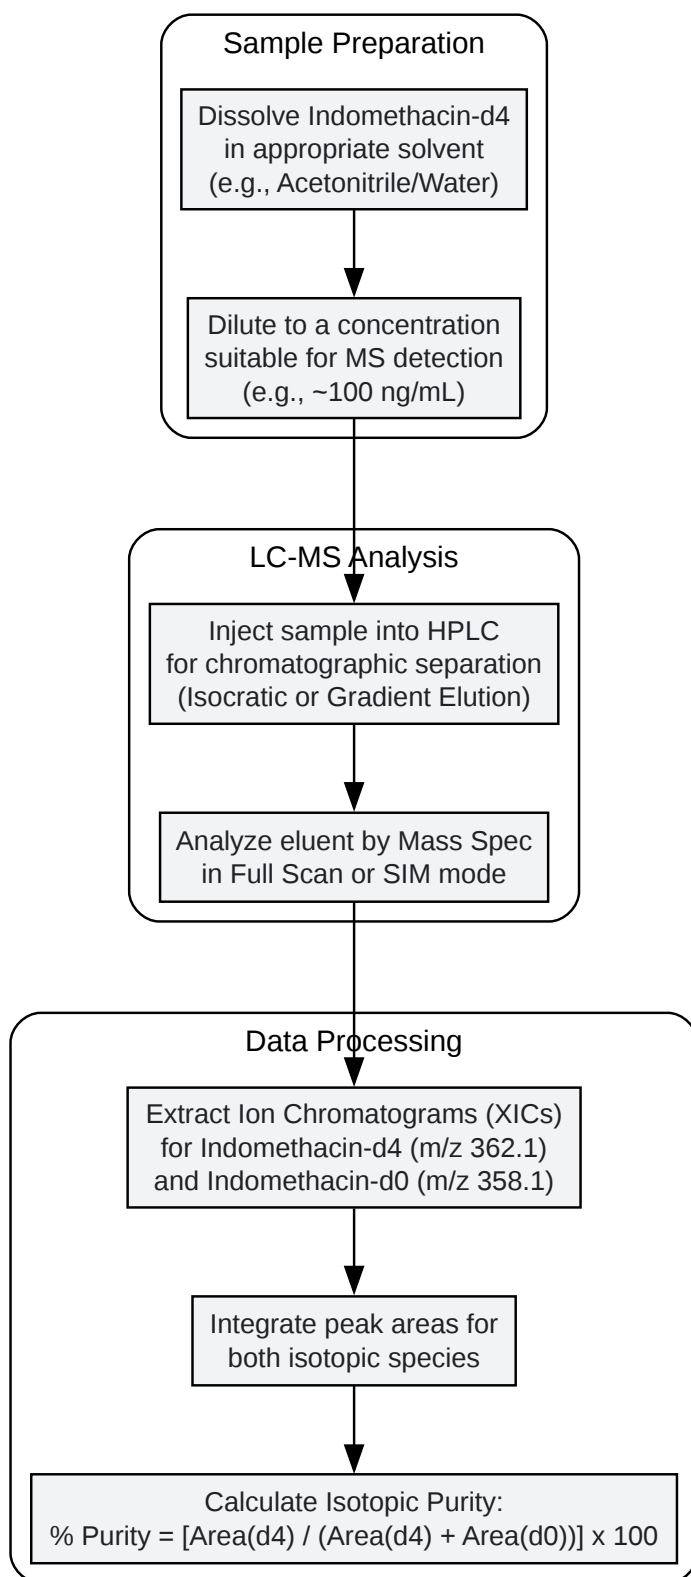 Sample Preparation
Dissolve Indomethacin-d4
in appropriate solvent
(e.g., Acetonitrile/Water)
Dilute to a concentration
suitable for MS detection
(e.g., ~100 ng/mL)
LC-MS Analysis
Inject sample into HPLC
for chromatographic separation
(Isocratic or Gradient Elution)
Analyze eluent by Mass Spec
in Full Scan or SIM mode
Data Processing
Extract Ion Chromatograms (XICs)
for Indomethacin-d4 (m/z 362.1)
and Indomethacin-d0 (m/z 358.1)
Integrate peak areas for
both isotopic species
Calculate Isotopic Purity:
% Purity = [Area(d4) / (Area(d4) + Area(d0))] x 100